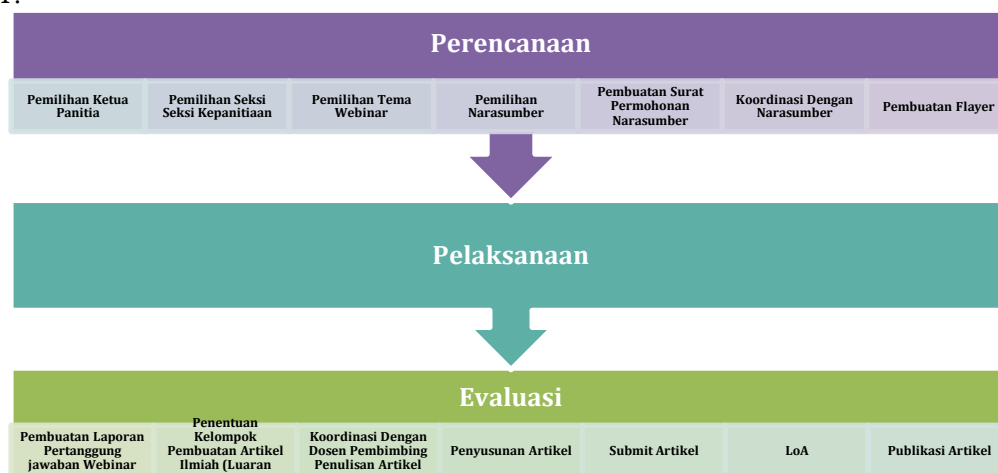 Perencanaan
Pemilihan Ketua
Panitia
Pemilihan Seksi
Seksi Kepanitiaan
Pemilihan Tema
Webinar
Pemilihan
Narasumber
Pembuatan Surat
Permohonan
Narasumber
Koordinasi Dengan
Narasumber
Pembuatan Flayer
Pelaksanaan
Evaluasi
Pembuatan Laporan
Pertanggung
jawaban Webinar
Penentuan
Kelompok
Pembuatan Artikel
Ilmiah (Luaran
Koordinasi Dengan
Dosen Pembimbing
Penulisan Artikel
Penyusunan Artikel
Submit Artikel
LoA
Publikasi Artikel